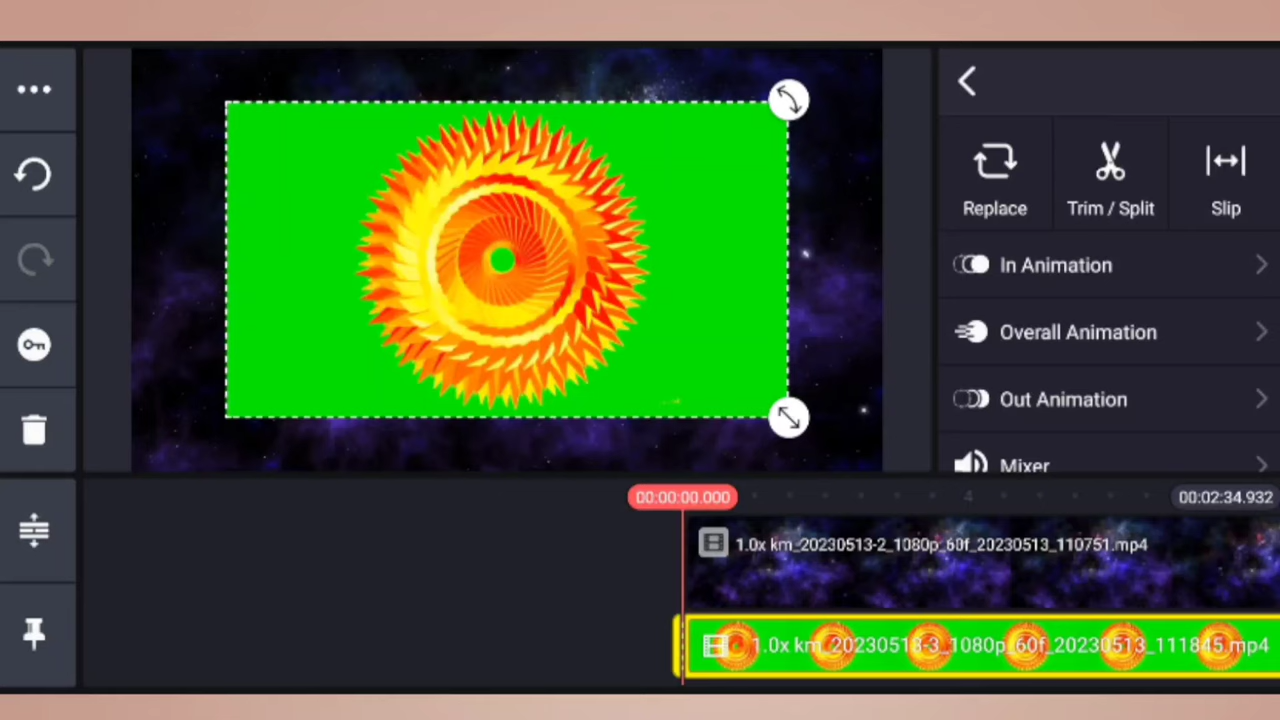 Replace
Trim / Split
Slip
In Animation
Overall Animation
Out Animation
Mixer
00:00:00.000
4
00:02:34.932
1.0x km_20230513-2_1080p_60f_20230513_110751.mp4
1.0x km_20230513-3_1080p_60f_20230513_111845.mp4